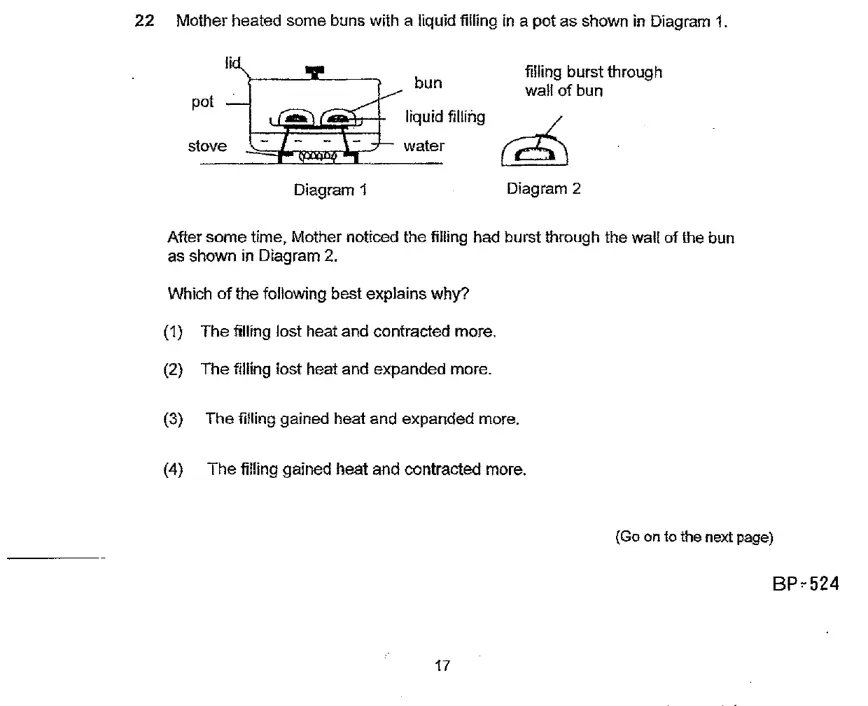 22 Mother heated some buns with a liquid filling in a pot as shown in Diagram 1.
lid
bun
filling burst through
wall of bun
pot
liquid filling
stove
water
Diagram 1
Diagram 2
After some time, Mother noticed the filling had burst through the wall of the bun
as shown in Diagram 2.
Which of the following best explains why?
(1) The filling lost heat and contracted more.
(2) The filling lost heat and expanded more.
(3) The filling gained heat and expanded more.
(4) The filling gained heat and contracted more.
(Go on to the next page)
BP-524
17